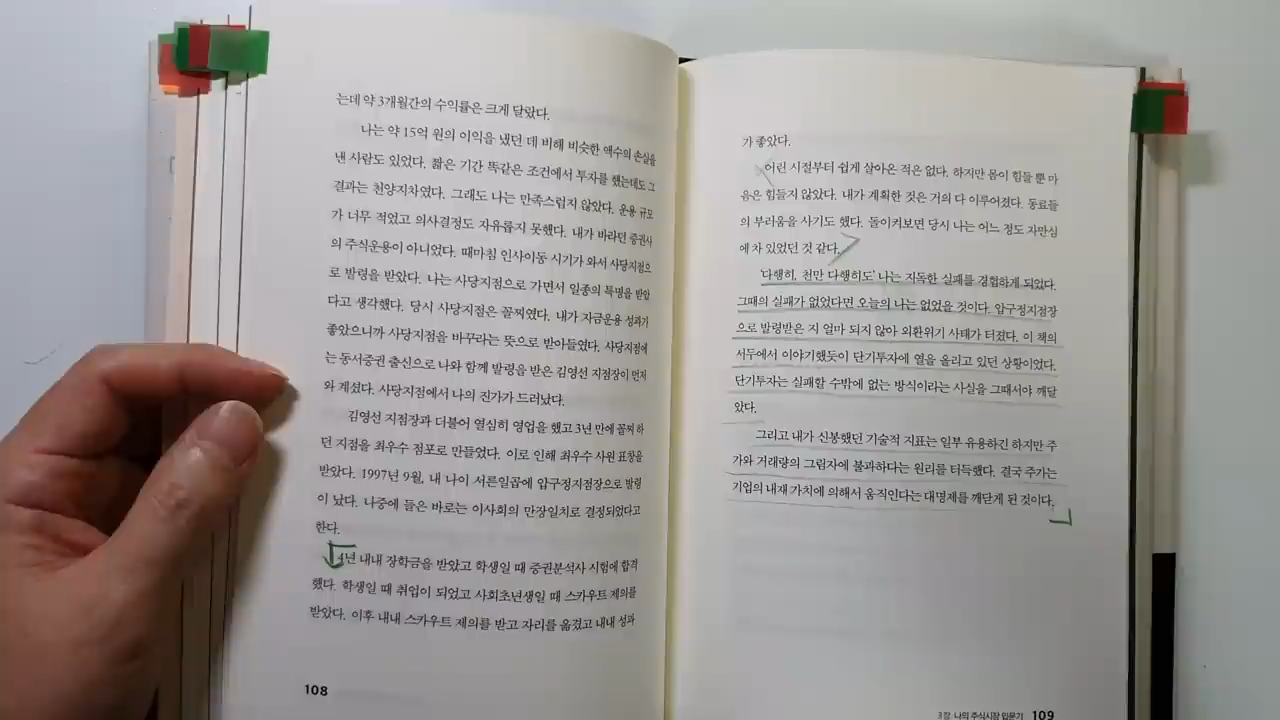 는데 약 3개월간의 수익률은 크게 달랐다.
나는 약 15억 원의 이익을 냈던 데 비해 비슷한 액수의 손실을
낸 사람도 있었다. 짧은 기간 똑같은 조건에서 투자를 했는데도 그
결과는 천양지차였다. 그래도 나는 만족스럽지 않았다. 운용 규모
가 너무 적었고 의사결정도 자유롭지 못했다. 내가 바라던 증권사
의 주식운용이 아니었다. 때마침 인사이동 시기가 와서 사당지점으
로 발령을 받았다. 나는 사당지점으로 가면서 일종의 특명을 받았
다고 생각했다. 당시 사당지점은 꼴찌였다. 내가 자금운용 성과가
좋았으니까 사당지점을 바꾸라는 뜻으로 받아들였다. 사당지점에
는 동서증권 출신으로 나와 함께 발령을 받은 김영선 지점장이 먼저
와 계셨다. 사당지점에서 나의 진가가 드러났다.
김영선 지점장과 더불어 열심히 영업을 했고 3년 만에 꼴찌 하
던 지점을 최우수 점포로 만들었다. 이로 인해 최우수 사원 표창을
받았다. 1997년 9월, 내 나이 서른일곱에 압구정지점장으로 발령
이 났다. 나중에 들은 바로는 이사회의 만장일치로 결정되었다고
한다.
4년 내내 장학금을 받았고 학생일 때 증권분석사 시험에 합격
했다. 학생일 때 취업이 되었고 사회초년생일 때 스카우트 제의를
받았다. 이후 내내 스카우트 제의를 받고 자리를 옮겼고 내내 성과
108
가 좋았다.
어린 시절부터 쉽게 살아온 적은 없다. 하지만 몸이 힘들 뿐 마
음은 힘들지 않았다. 내가 계획한 것은 거의 다 이루어졌다. 동료들
의 부러움을 사기도 했다. 돌이켜보면 당시 나는 어느 정도 자만심
에 차 있었던 것 같다.
'다행히, 천만 다행히도' 나는 지독한 실패를 경험하게 되었다.
그때의 실패가 없었다면 오늘의 나는 없었을 것이다. 압구정지점장
으로 발령받은 지 얼마 되지 않아 외환위기 사태가 터졌다. 이 책의
서두에서 이야기했듯이 단기투자에 열을 올리고 있던 상황이었다.
단기투자는 실패할 수밖에 없는 방식이라는 사실을 그때서야 깨달
았다.
그리고 내가 신봉했던 기술적 지표는 일부 유용하긴 하지만 주
가와 거래량의 그림자에 불과하다는 원리를 터득했다. 결국 주가는
기업의 내재 가치에 의해서 움직인다는 대명제를 깨닫게 된 것이다.
3장 나의 주식시장 입문기 109